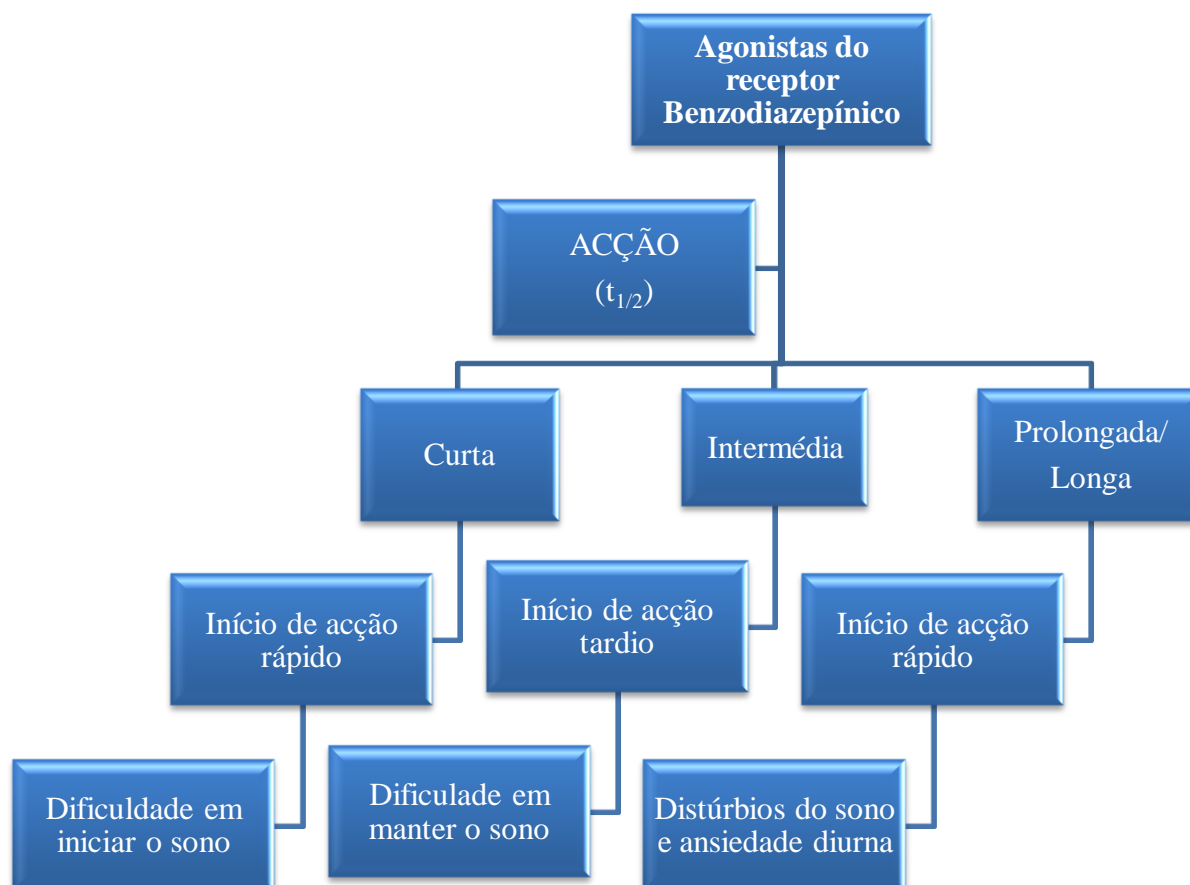 Agonistas do
receptor
Benzodiazepínico
ACÇÃO
(t1/2)
Curta
Intermédia
Prolongada/
Longa
Início de acção
rápido
Início de acção
tardio
Início de acção
rápido
Dificuldade em
iniciar o sono
Dificulade em
manter o sono
Distúrbios do sono
e ansiedade diurna